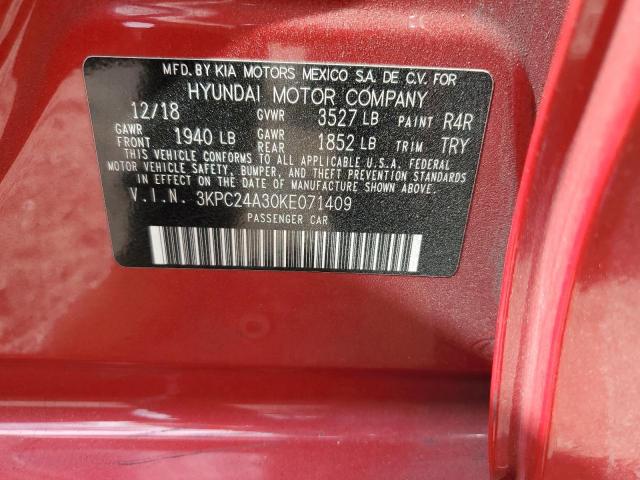 MFD. BY KIA MOTORS MEXICO S.A. DE C.V. FOR
HYUNDAI MOTOR COMPANY
12/18 GVWR 3527 LB PAINT R4R
GAWR FRONT 1940 LB GAWR REAR 1852 LB TRIM TRY
THIS VEHICLE CONFORMS TO ALL APPLICABLE U.S.A. FEDERAL
MOTOR VEHICLE SAFETY, BUMPER, AND THEFT PREVENTION STANDARDS
IN EFFECT ON THE DATE OF MANUFACTURE SHOWN ABOVE.
V.I.N. 3KPC24A30KE071409
PASSENGER CAR